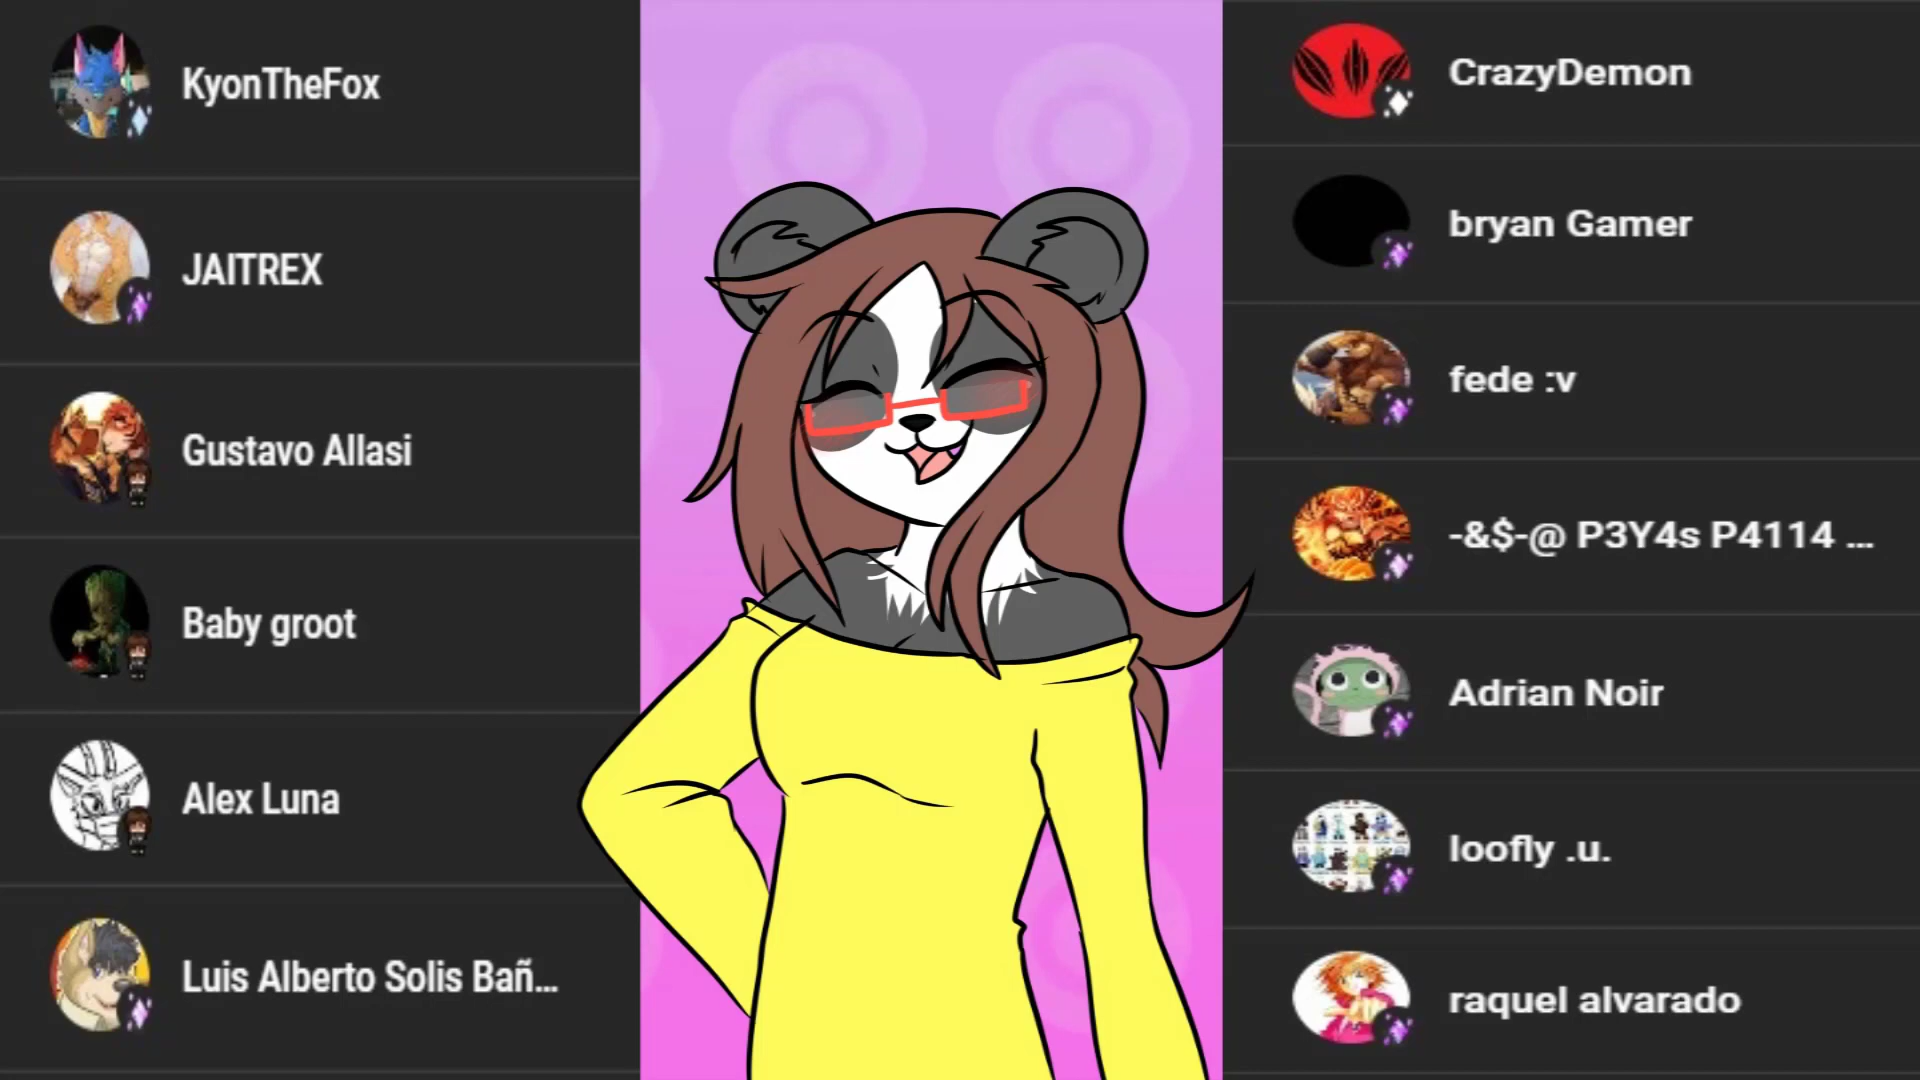 KyonTheFox
JAITREX
Gustavo Allasi
Baby groot
Alex Luna
Luis Alberto Solis Bañ...
CrazyDemon
bryan Gamer
fede :v
-&$-@ P3Y4s P4114 ...
Adrian Noir
loofly .u.
raquel alvarado